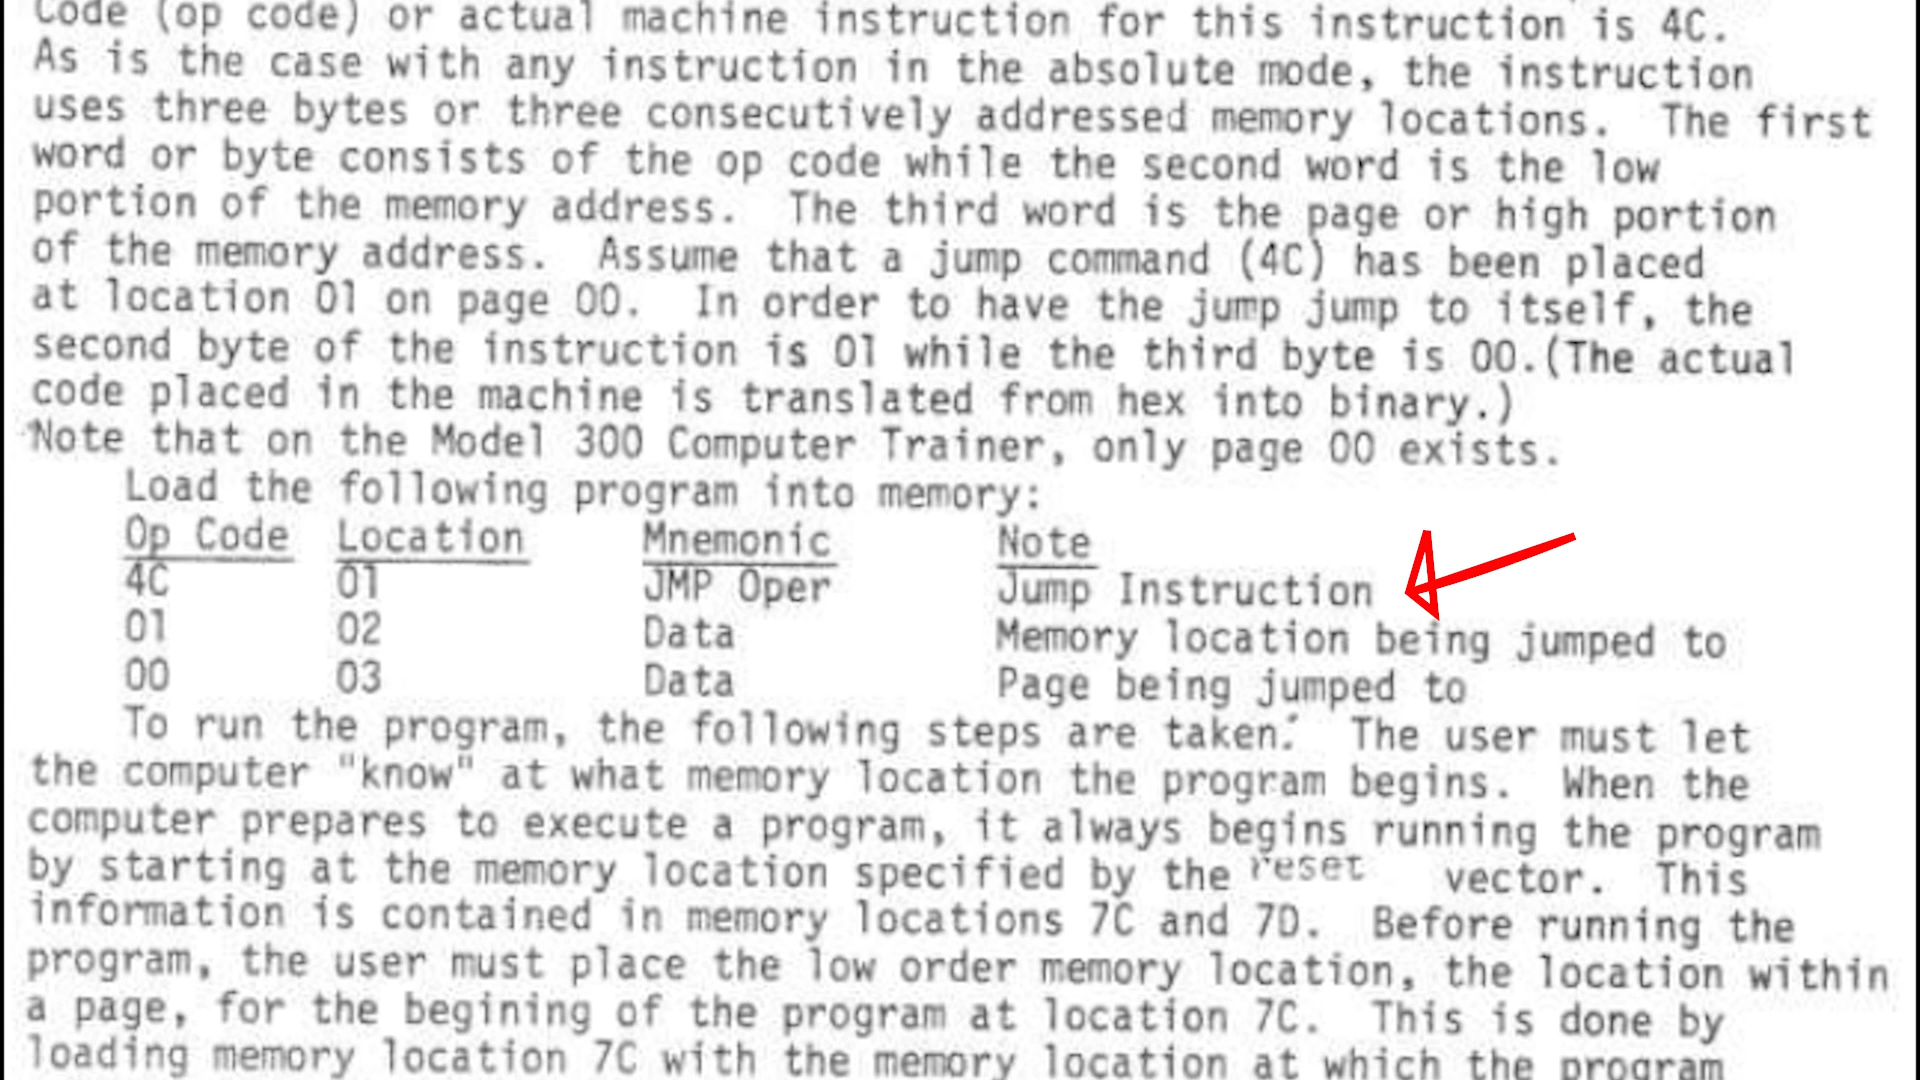 Code (op code) or actual machine instruction for this instruction is 4C.
As is the case with any instruction in the absolute mode, the instruction
uses three bytes or three consecutively addressed memory locations. The first
word or byte consists of the op code while the second word is the low
portion of the memory address. The third word is the page or high portion
of the memory address. Assume that a jump command (4C) has been placed
at location 01 on page 00. In order to have the jump jump to itself, the
second byte of the instruction is 01 while the third byte is 00.(The actual
code placed in the machine is translated from hex into binary.)
Note that on the Model 300 Computer Trainer, only page 00 exists.
Load the following program into memory:
Op Code Location Mnemonic Note
4C 01 JMP Oper Jump Instruction
01 02 Data Memory location being jumped to
00 03 Data Page being jumped to
To run the program, the following steps are taken: The user must let
the computer "know" at what memory location the program begins. When the
computer prepares to execute a program, it always begins running the program
by starting at the memory location specified by the reset vector. This
information is contained in memory locations 7C and 7D. Before running the
program, the user must place the low order memory location, the location within
a page, for the begining of the program at location 7C. This is done by
loading memory location 7C with the memory location at which the program